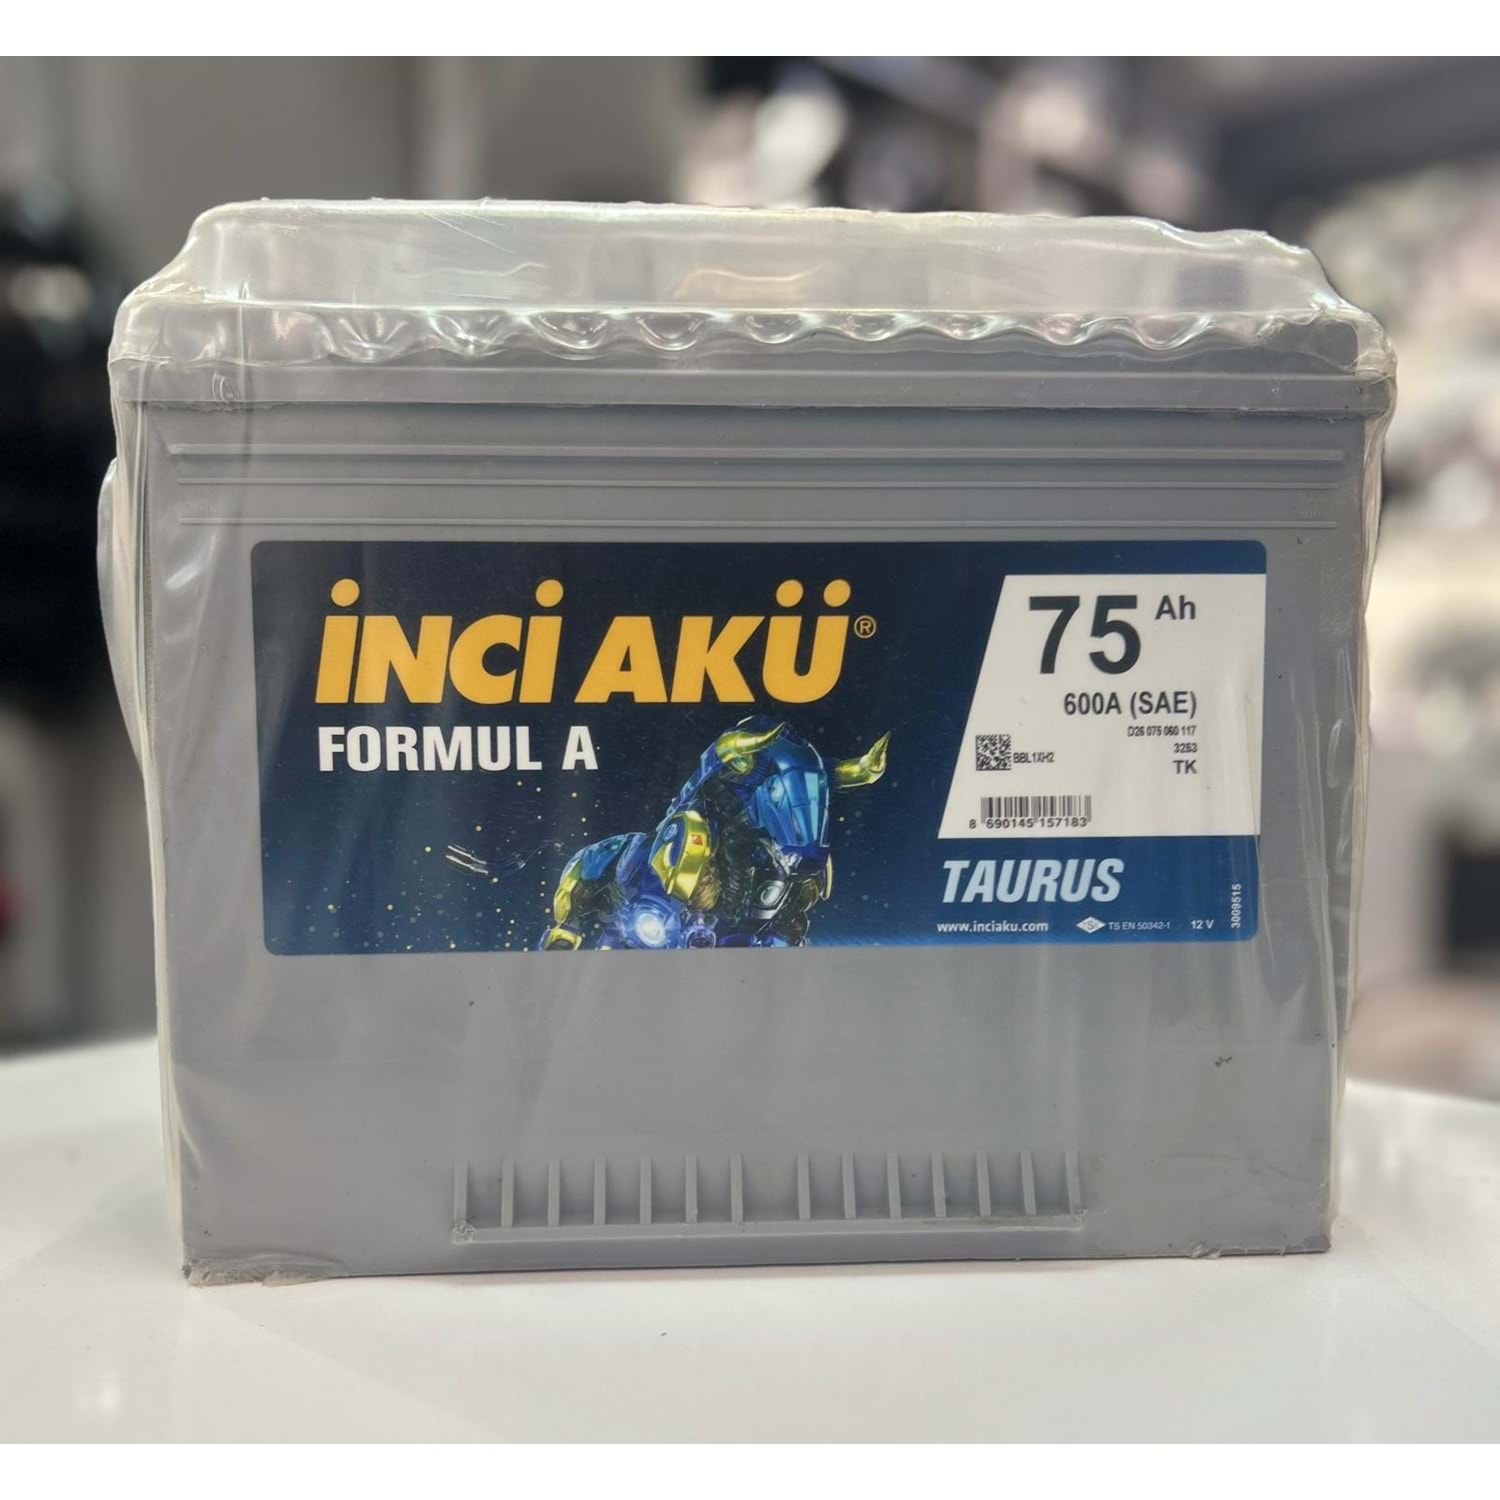 İNCİ AKÜ®
FORMUL A
75 Ah
600A (SAE)
D26 075 060 117
3253
BBL1XH2
TK
8 690145 157183
TAURUS
www.inciaku.com TSE TS EN 50342-1 12 V
3009515